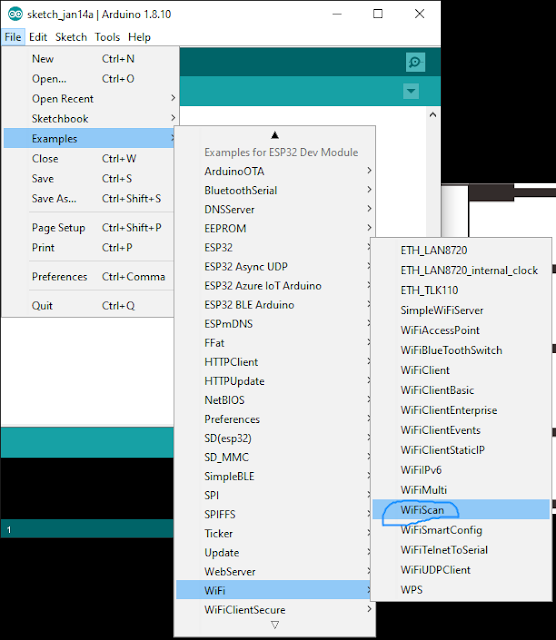 sketch_jan14a | Arduino 1.8.10
File Edit Sketch Tools Help
New Ctrl+N
Open... Ctrl+O
Open Recent
Sketchbook
Examples
Close Ctrl+W
Save Ctrl+S
Save As... Ctrl+Shift+S
Page Setup Ctrl+Shift+P
Print Ctrl+P
Preferences Ctrl+Comma
Quit Ctrl+Q
Examples for ESP32 Dev Module
ArduinoOTA
BluetoothSerial
DNSServer
EEPROM
ESP32
ESP32 Async UDP
ESP32 Azure IoT Arduino
ESP32 BLE Arduino
ESPmDNS
FFat
HTTPClient
HTTPUpdate
NetBIOS
Preferences
SD(esp32)
SD_MMC
SimpleBLE
SPI
SPIFFS
Ticker
Update
WebServer
WiFi
WiFiClientSecure
ETH_LAN8720
ETH_LAN8720_internal_clock
ETH_TLK110
SimpleWiFiServer
WiFiAccessPoint
WiFiBlueToothSwitch
WiFiClient
WiFiClientBasic
WiFiClientEnterprise
WiFiClientEvents
WiFiClientStaticIP
WiFiIPv6
WiFiMulti
WiFiScan
WiFiSmartConfig
WiFiTelnetToSerial
WiFiUDPClient
WPS
1